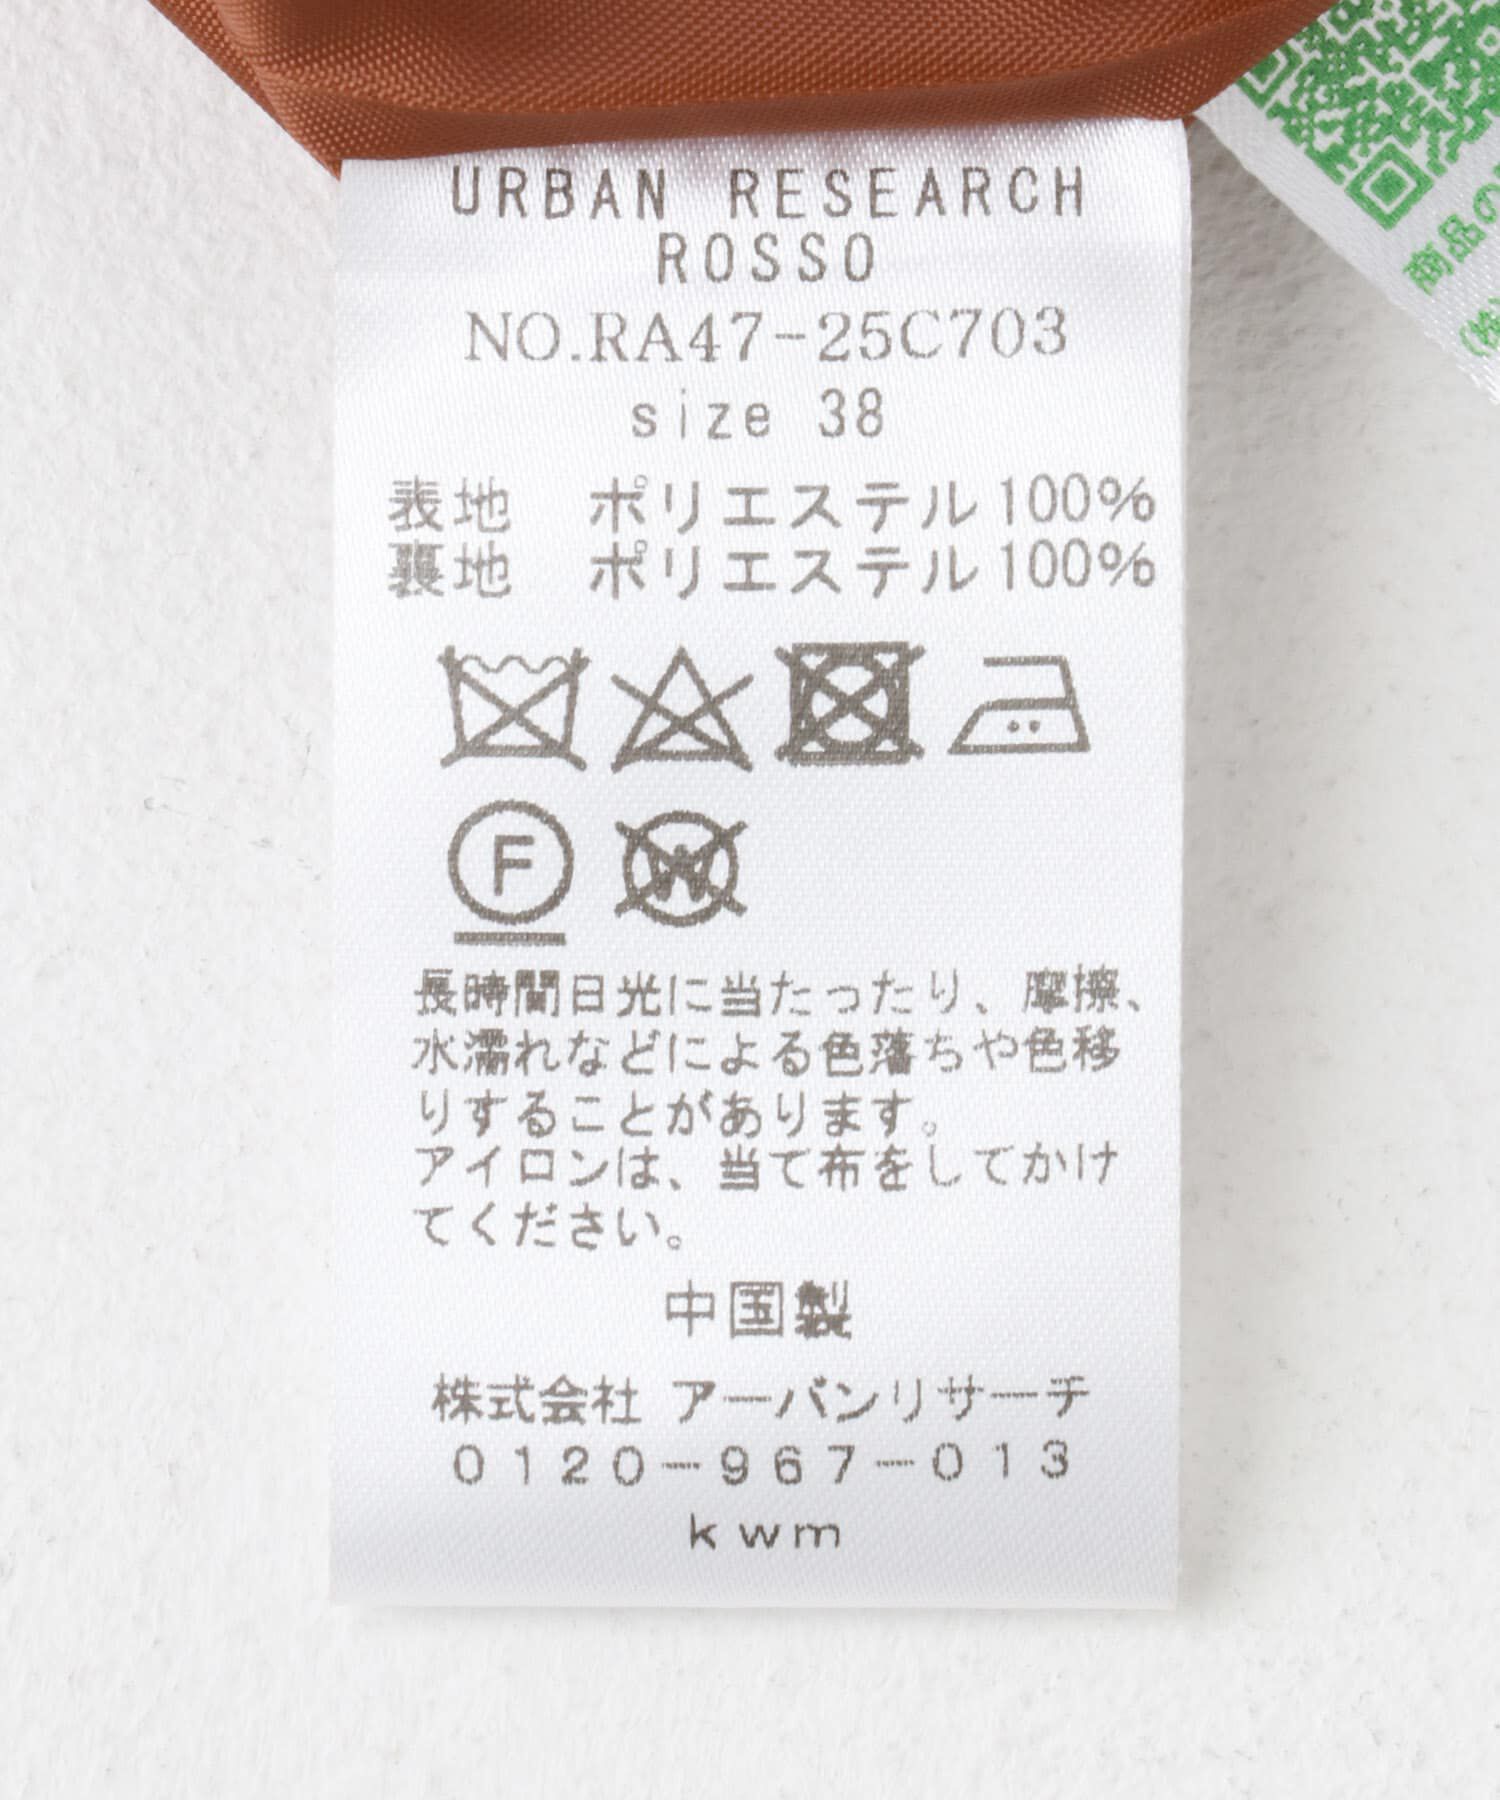 URBAN RESEARCH
ROSSO
NO.RA47-25C703
size 38
表地　ポリエステル100%
裏地　ポリエステル100%
F
W
長時間日光に当たったり、摩擦、
水濡れなどによる色落ちや色移
りすることがあります。
アイロンは、当て布をしてかけ
てください。
中国製
株式会社 アーバンリサーチ
0120-967-013
kwm
商品の
(株)